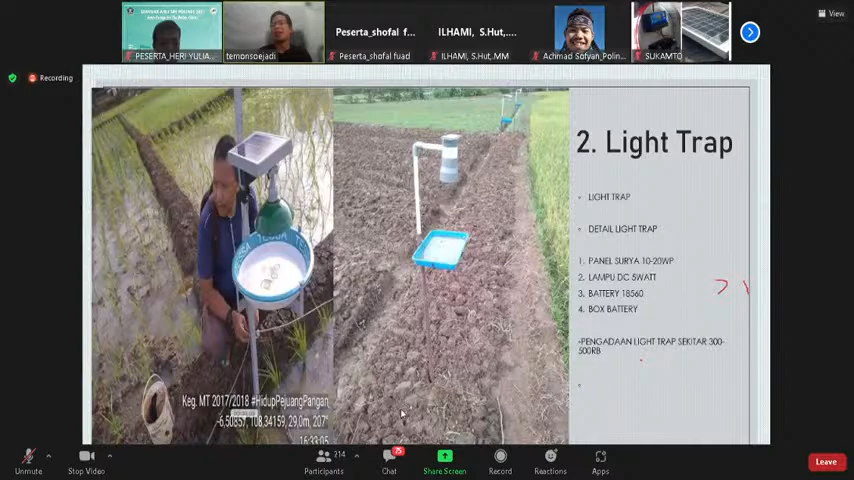 View
PESERTA_HERI YULIA...
temonsoejadi
Peserta_shofal f...
Peserta_shofal fuad
ILHAMI, S.Hut,....
ILHAMI, S.Hut,.MM
Achmad Sofyan_Polin...
SUKAMTO
Recording
2. Light Trap
LIGHT TRAP
DETAIL LIGHT TRAP
1. PANEL SURYA 10-20WP
2. LAMPU DC 5WATT
3. BATTERY 18560
4. BOX BATTERY
•PENGADAAN LIGHT TRAP SEKITAR 300-
500RB
TESSA
Keg. MT 2017/2018 #HidupPejuangPangan
-6,50857, 108,34159, 29,0m, 207°
16:33:05
Unmute
Stop Video
Participants
214
Chat
75
Share Screen
Record
Reactions
Apps
Leave